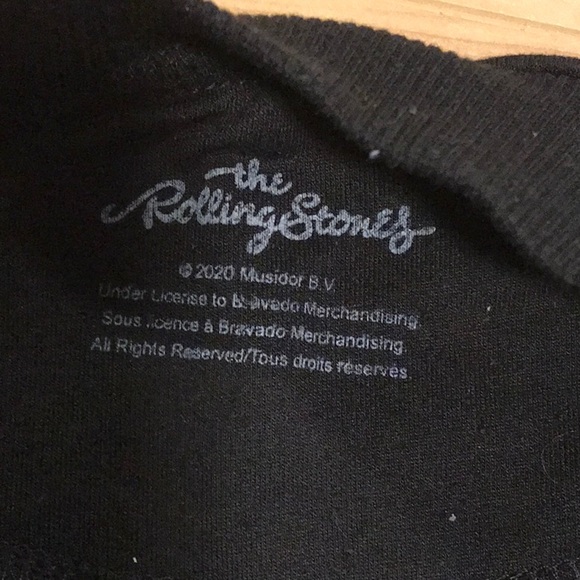 the
Rolling Stones
© 2020 Musidor B.V.
Under License to Bravado Merchandising
Sous licence à Bravado Merchandising.
All Rights Reserved/Tous droits réservés.